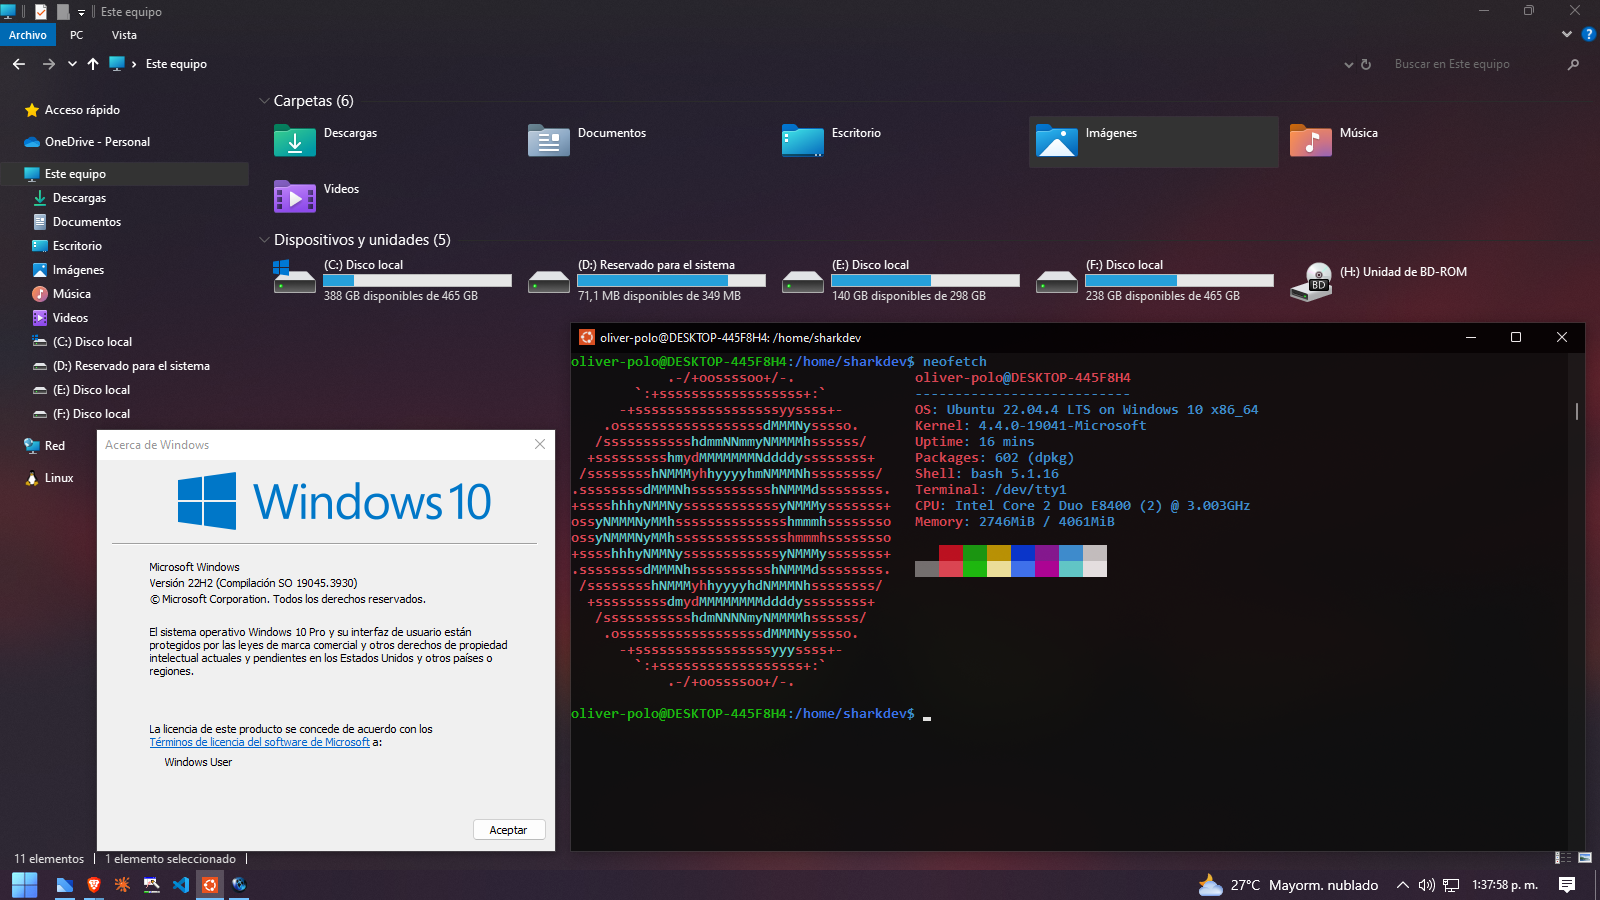 Este equipo
Archivo PC Vista
Este equipo
Buscar en Este equipo
Acceso rápido
OneDrive - Personal
Este equipo
Descargas
Documentos
Escritorio
Imágenes
Música
Videos
(C:) Disco local
(D:) Reservado para el sistema
(E:) Disco local
(F:) Disco local
Red
Linux
Carpetas (6)
Descargas
Documentos
Escritorio
Imágenes
Música
Videos
Dispositivos y unidades (5)
(C:) Disco local
388 GB disponibles de 465 GB
(D:) Reservado para el sistema
71,1 MB disponibles de 349 MB
(E:) Disco local
140 GB disponibles de 298 GB
(F:) Disco local
238 GB disponibles de 465 GB
BD
(H:) Unidad de BD-ROM
Acerca de Windows
Windows 10
Microsoft Windows
Versión 22H2 (Compilación SO 19045.3930)
© Microsoft Corporation. Todos los derechos reservados.
El sistema operativo Windows 10 Pro y su interfaz de usuario están
protegidos por las leyes de marca comercial y otros derechos de propiedad
intelectual actuales y pendientes en los Estados Unidos y otros países o
regiones.
La licencia de este producto se concede de acuerdo con los
Términos de licencia del software de Microsoft a:
Windows User
Aceptar
oliver-polo@DESKTOP-445F8H4: /home/sharkdev
oliver-polo@DESKTOP-445F8H4:/home/sharkdev$ neofetch
oliver-polo@DESKTOP-445F8H4
---------------------------
OS: Ubuntu 22.04.4 LTS on Windows 10 x86_64
Kernel: 4.4.0-19041-Microsoft
Uptime: 16 mins
Packages: 602 (dpkg)
Shell: bash 5.1.16
Terminal: /dev/tty1
CPU: Intel Core 2 Duo E8400 (2) @ 3.003GHz
Memory: 2746MiB / 4061MiB
oliver-polo@DESKTOP-445F8H4:/home/sharkdev$
11 elementos
1 elemento seleccionado
27°C Mayorm. nublado
1:37:58 p. m.